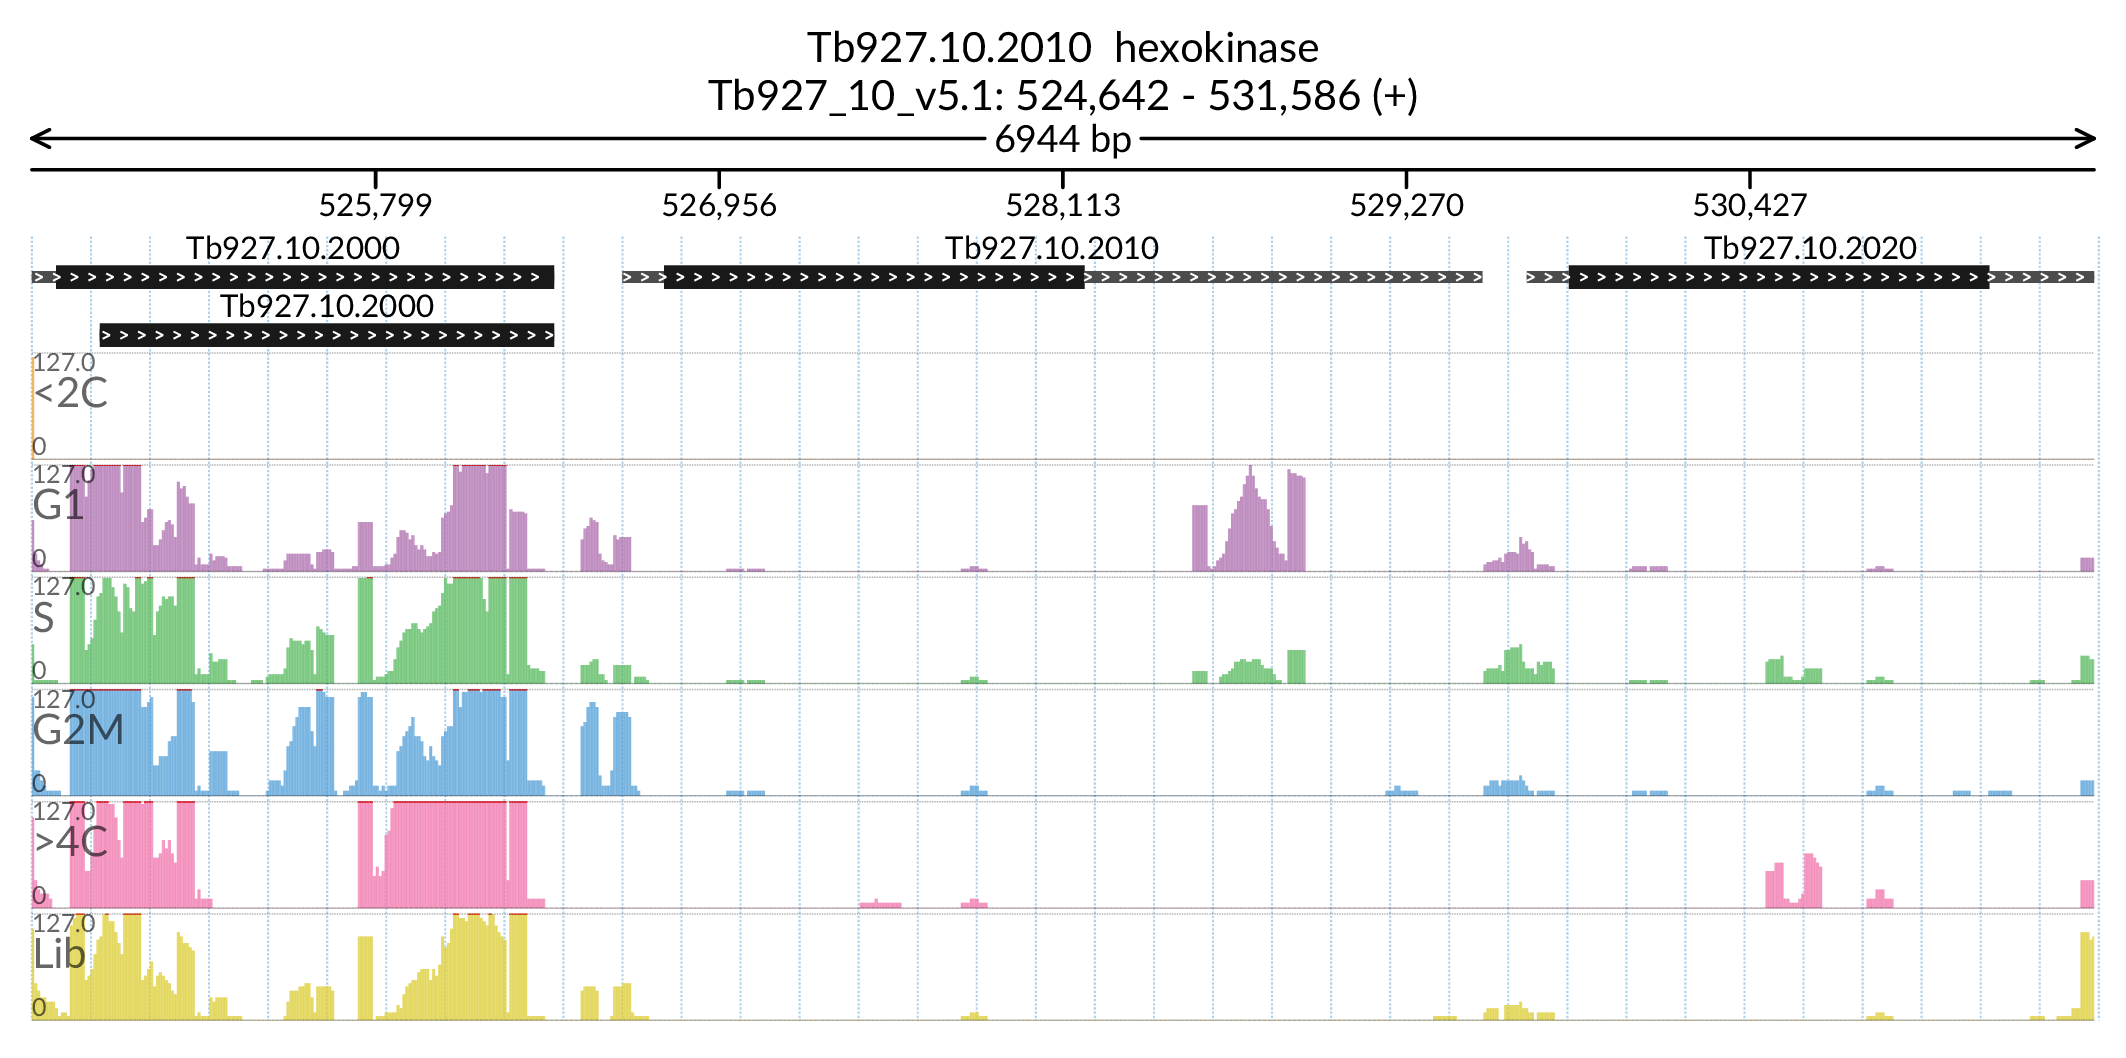 Tb927.10.2010 hexokinase
Tb927_10_v5.1: 524,642 - 531,586 (+)
6944 bp
525,799 526,956 528,113 529,270 530,427
Tb927.10.2000 Tb927.10.2010 Tb927.10.2020
Tb927.10.2000
127.0
<2C
0
127.0
G1
0
127.0
S
0
127.0
G2M
0
127.0
>4C
0
127.0
Lib
0